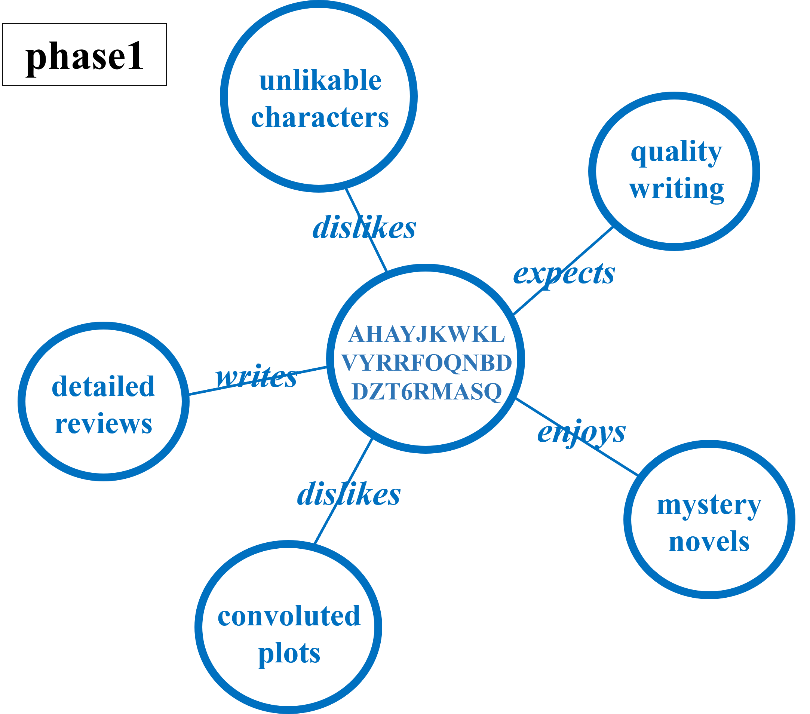 phase1
unlikable
characters
quality
writing
dislikes
expects
AHAYJKWKL
VYRRFOQNBD
DZT6RMASQ
detailed
reviews
writes
enjoys
dislikes
mystery
novels
convoluted
plots